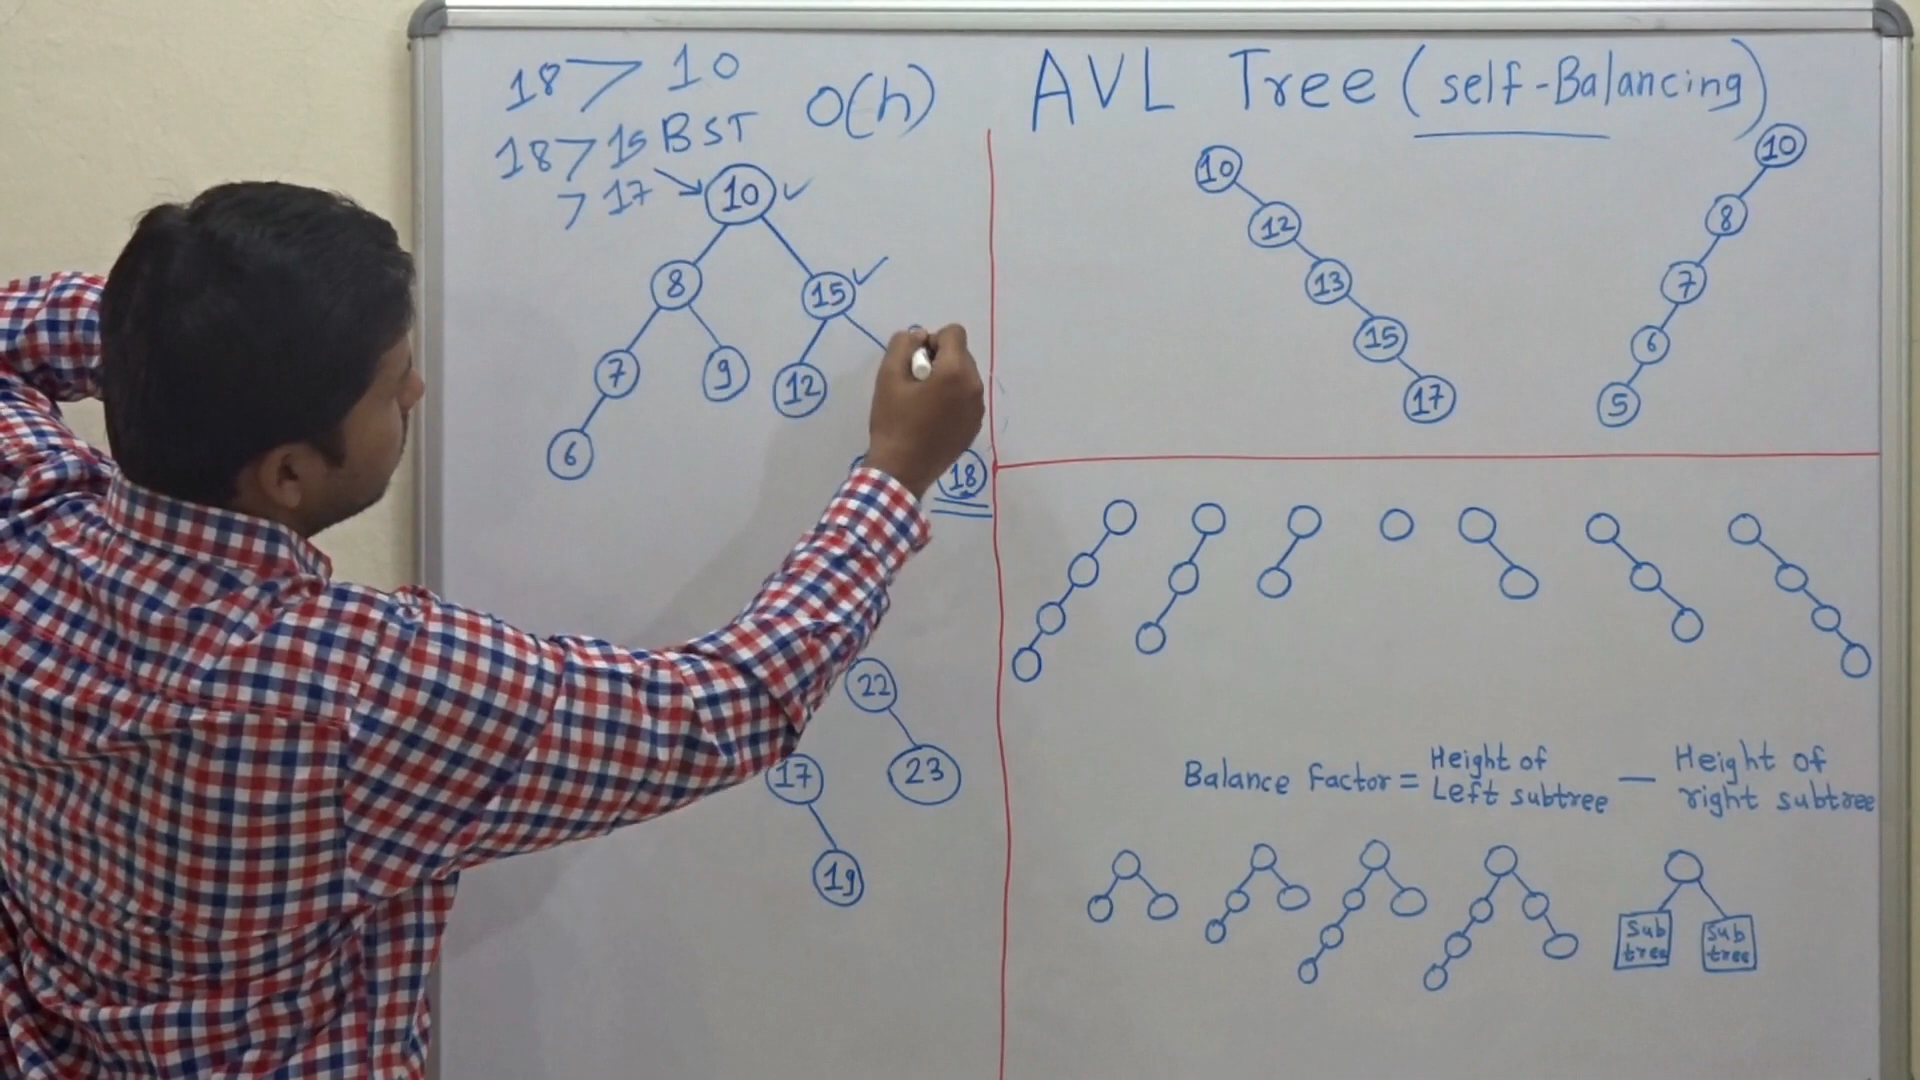 18 > 10
18 > 15
> 17
BST O(h)
10
8 15
7 9 12
6 18
22
17 23
19
AVL Tree (self-Balancing)
10
12
13
15
17
10
8
7
6
5
Balance Factor = Height of Left subtree — Height of right subtree
Sub tree
Sub tree